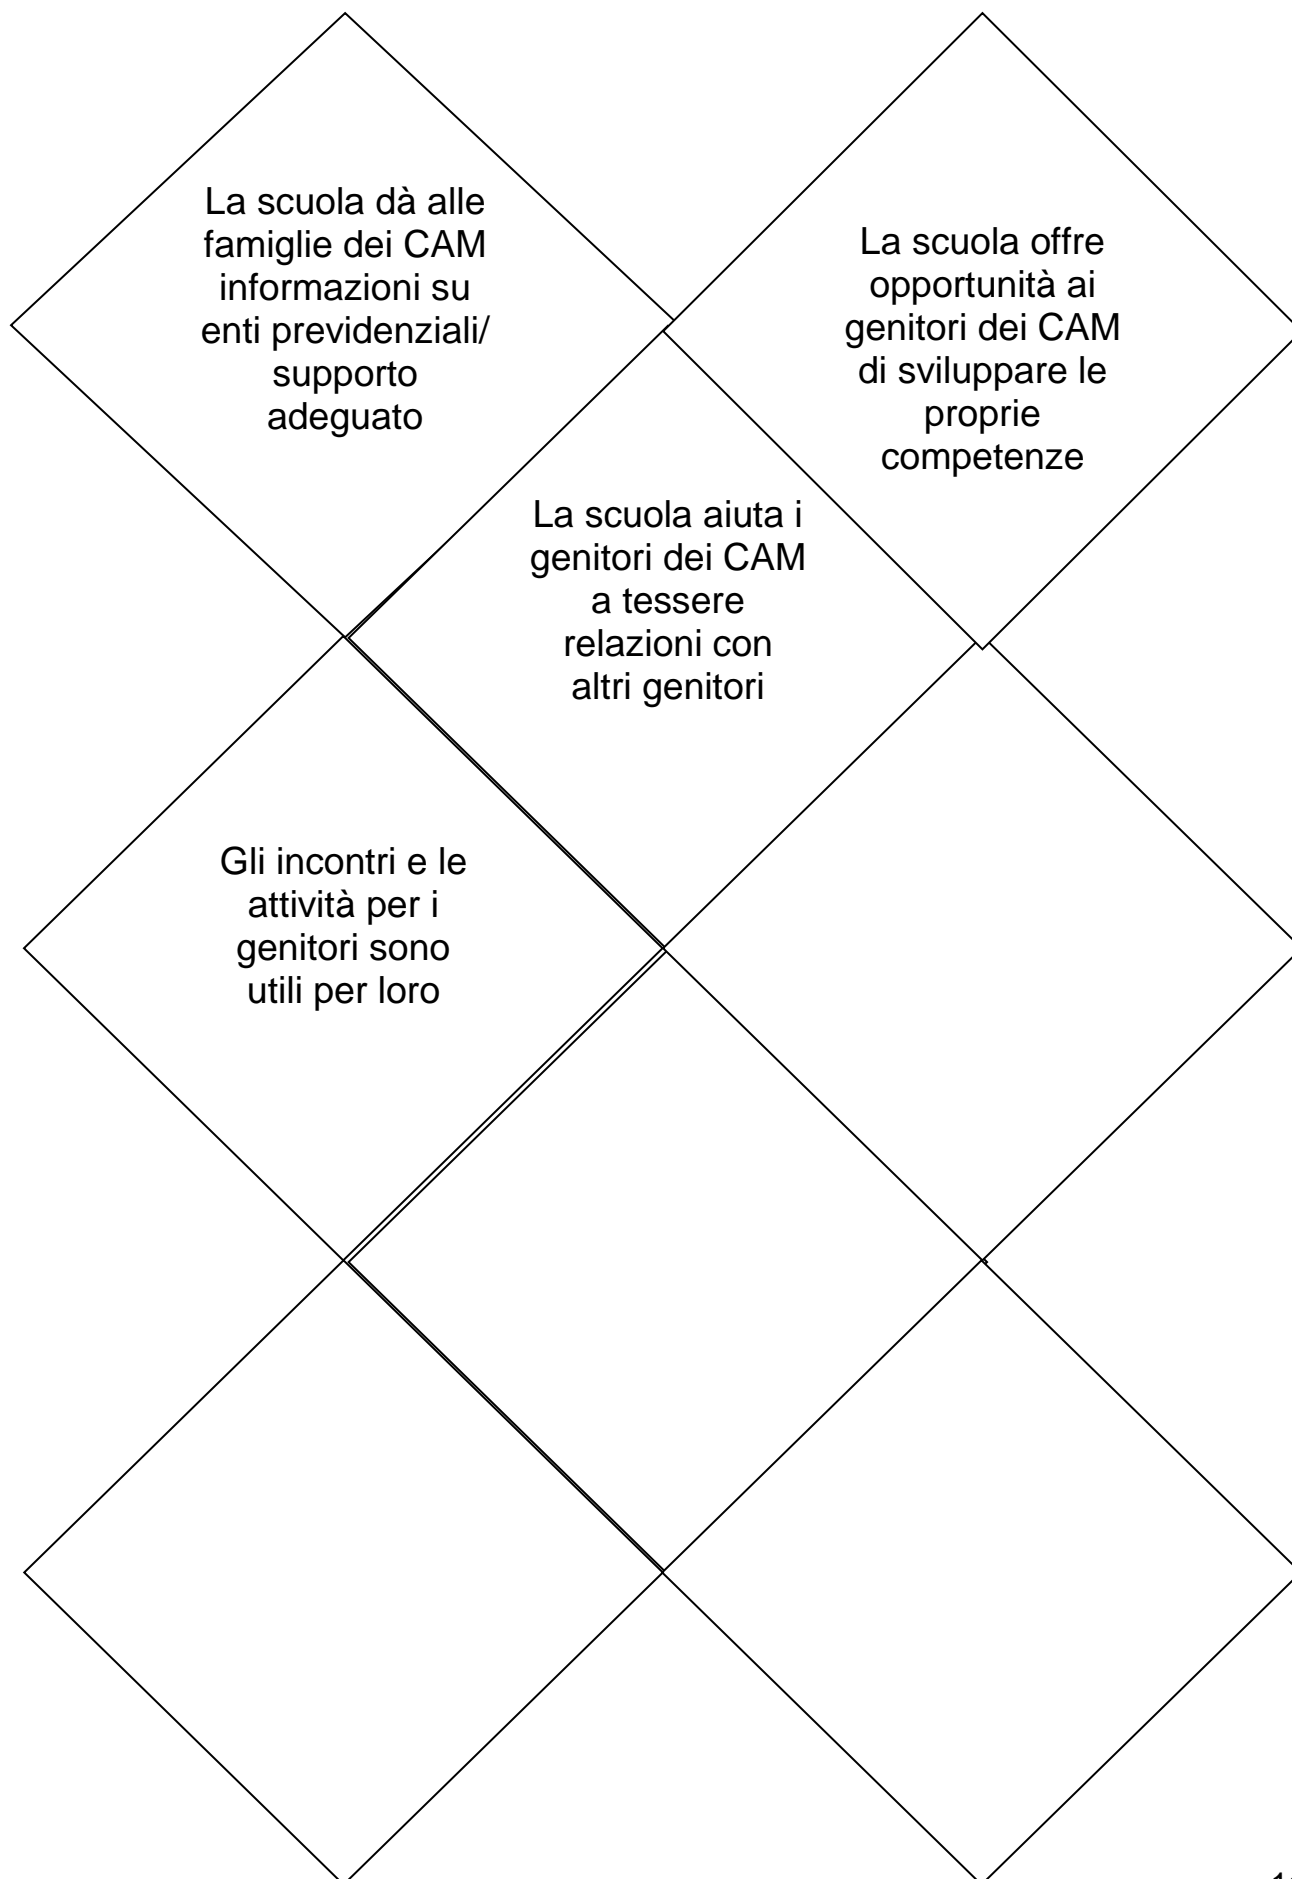 La scuola dà alle
famiglie dei CAM
informazioni su
enti previdenziali/
supporto
adeguato
La scuola offre
opportunità ai
genitori dei CAM
di sviluppare le
proprie
competenze
La scuola aiuta i
genitori dei CAM
a tessere
relazioni con
altri genitori
Gli incontri e le
attività per i
genitori sono
utili per loro